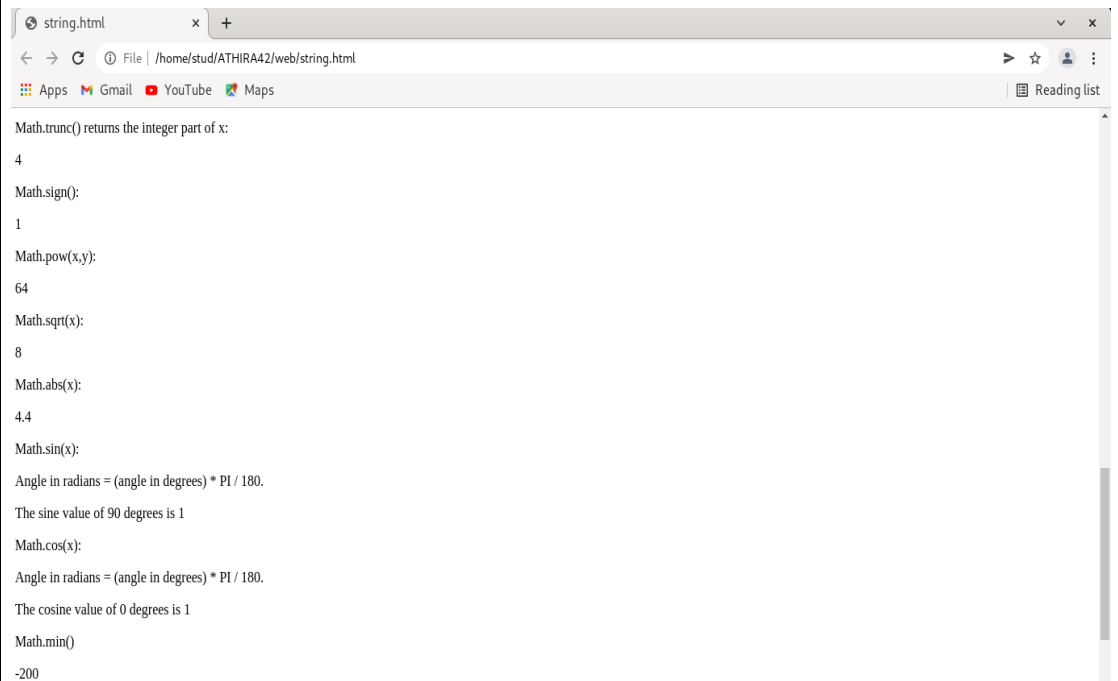 string.html
File /home/stud/ATHIRA42/web/string.html
Apps Gmail YouTube Maps Reading list
Math.trunc() returns the integer part of x:
4
Math.sign():
1
Math.pow(x,y):
64
Math.sqrt(x):
8
Math.abs(x):
4.4
Math.sin(x):
Angle in radians = (angle in degrees) * PI / 180.
The sine value of 90 degrees is 1
Math.cos(x):
Angle in radians = (angle in degrees) * PI / 180.
The cosine value of 0 degrees is 1
Math.min()
-200